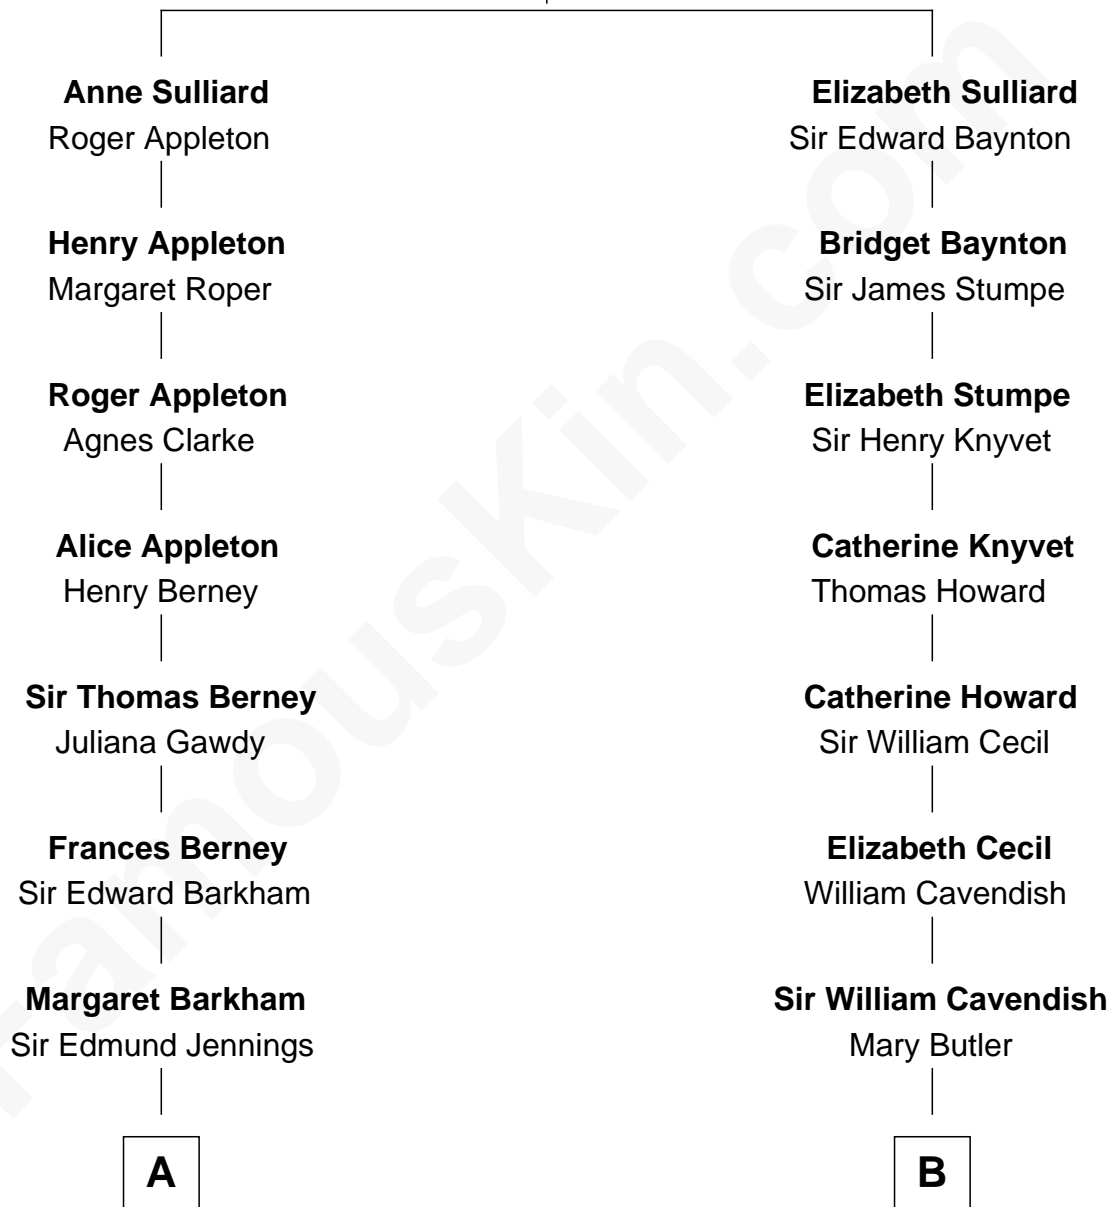 Anne Sulliard
Roger Appleton
Henry Appleton
Margaret Roper
Roger Appleton
Agnes Clarke
Alice Appleton
Henry Berney
Sir Thomas Berney
Juliana Gawdy
Frances Berney
Sir Edward Barkham
Margaret Barkham
Sir Edmund Jennings
A
Elizabeth Sulliard
Sir Edward Baynton
Bridget Baynton
Sir James Stumpe
Elizabeth Stumpe
Sir Henry Knyvet
Catherine Knyvet
Thomas Howard
Catherine Howard
Sir William Cecil
Elizabeth Cecil
William Cavendish
Sir William Cavendish
Mary Butler
B
FamousKin.com